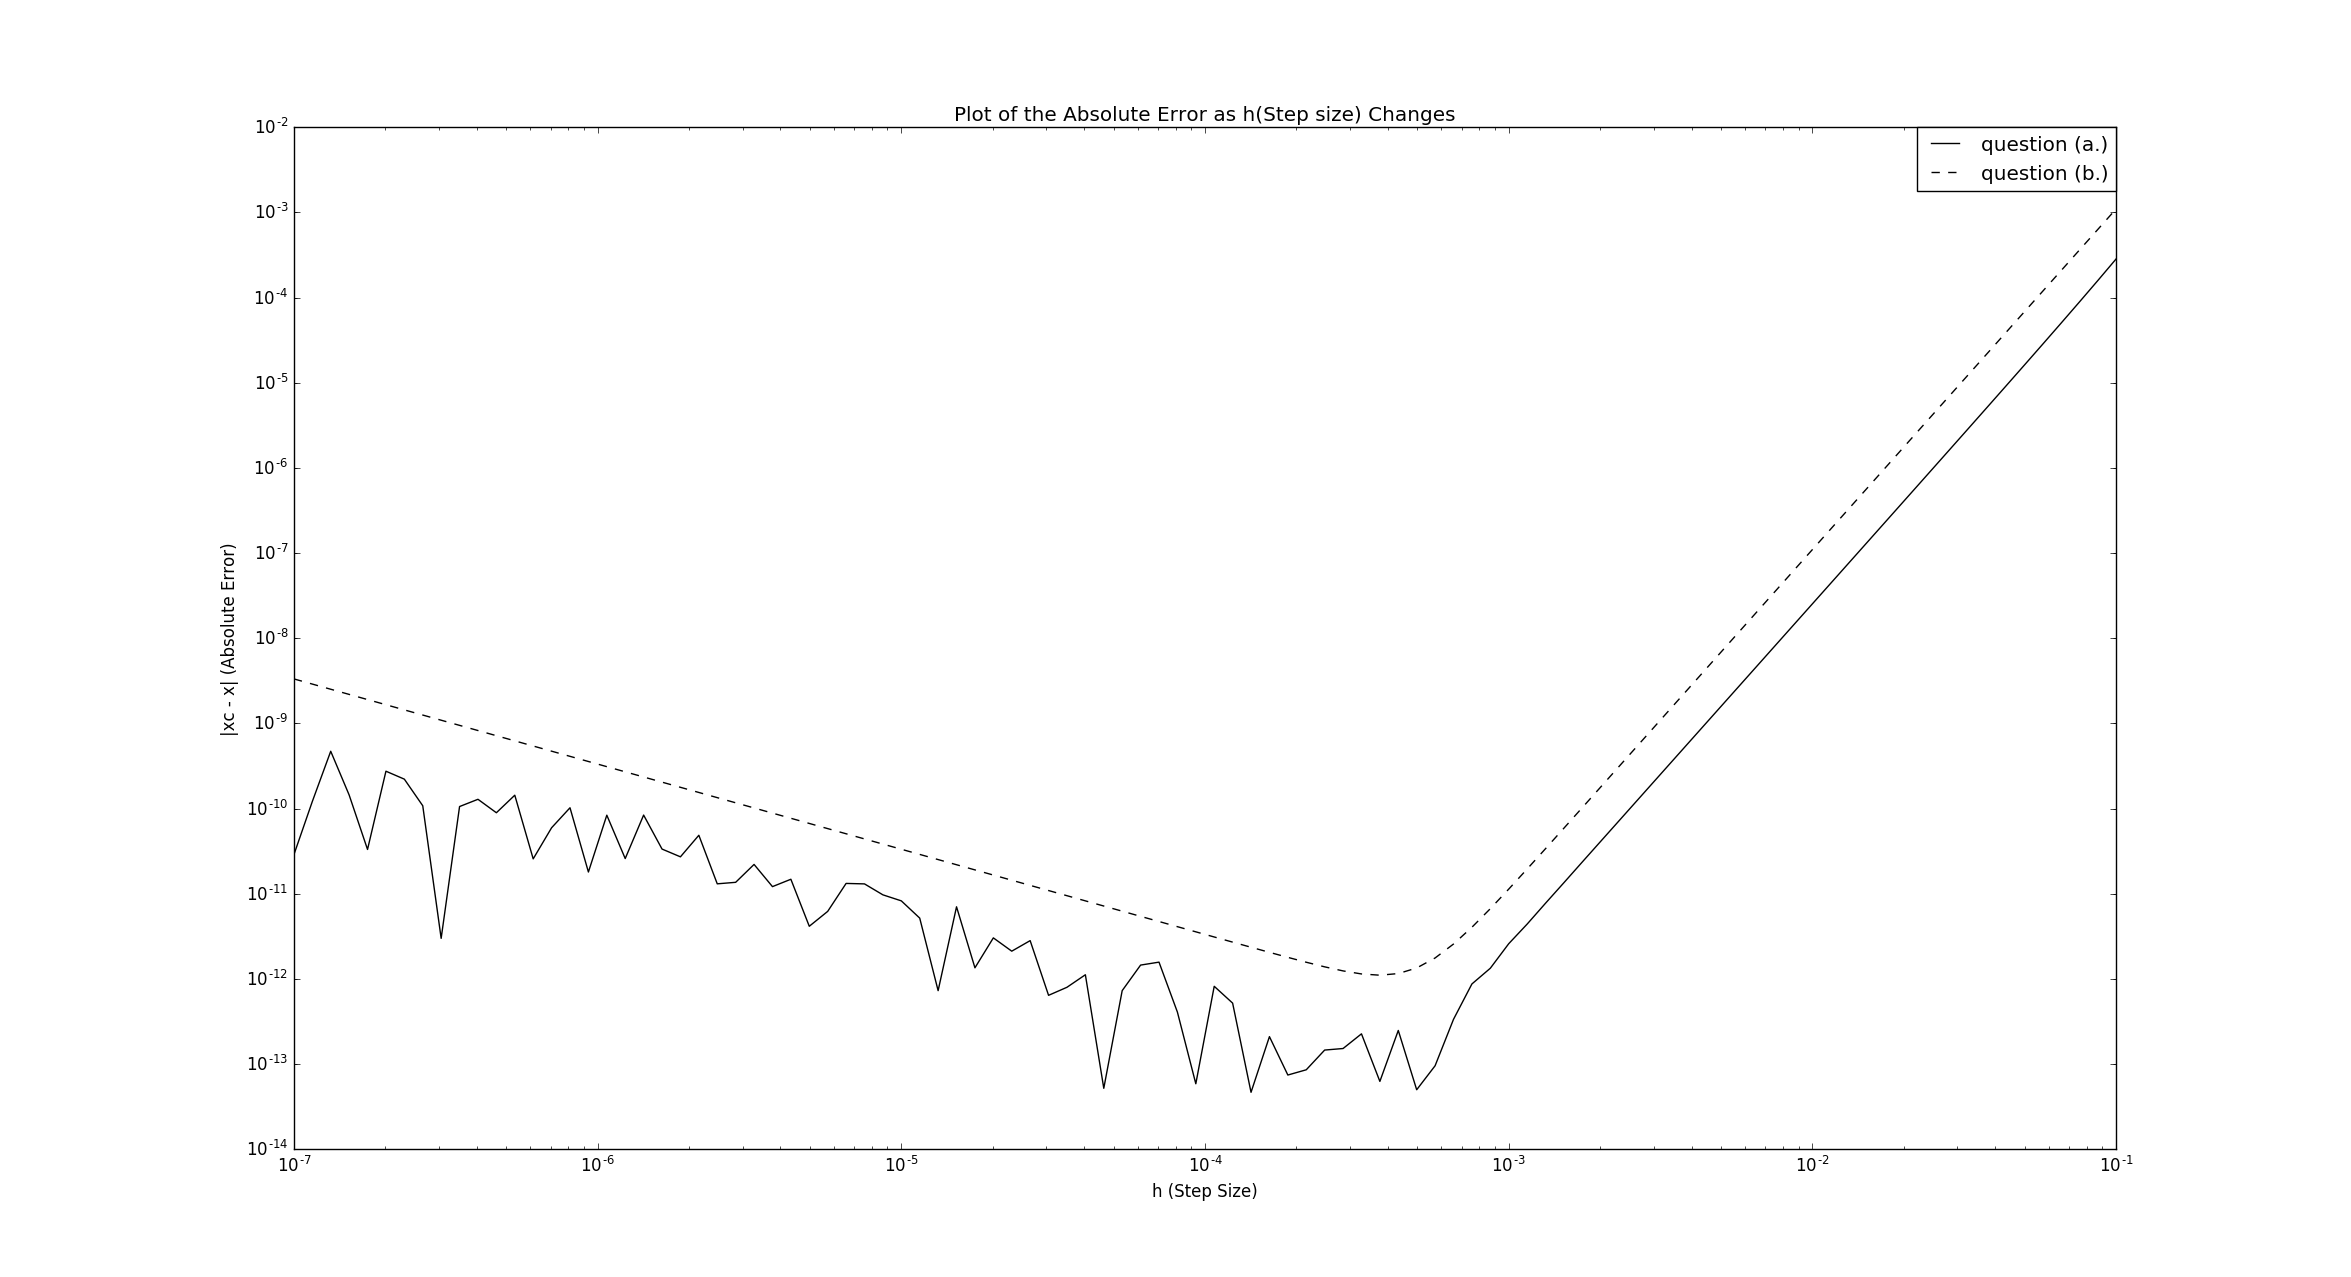 Plot of the Absolute Error as h(Step size) Changes
question (a.)
question (b.)
10^-2
10^-3
10^-4
10^-5
10^-6
10^-7
10^-8
10^-9
10^-10
10^-11
10^-12
10^-13
10^-14
|xc - x| (Absolute Error)
10^-7 10^-6 10^-5 10^-4 10^-3 10^-2 10^-1
h (Step Size)